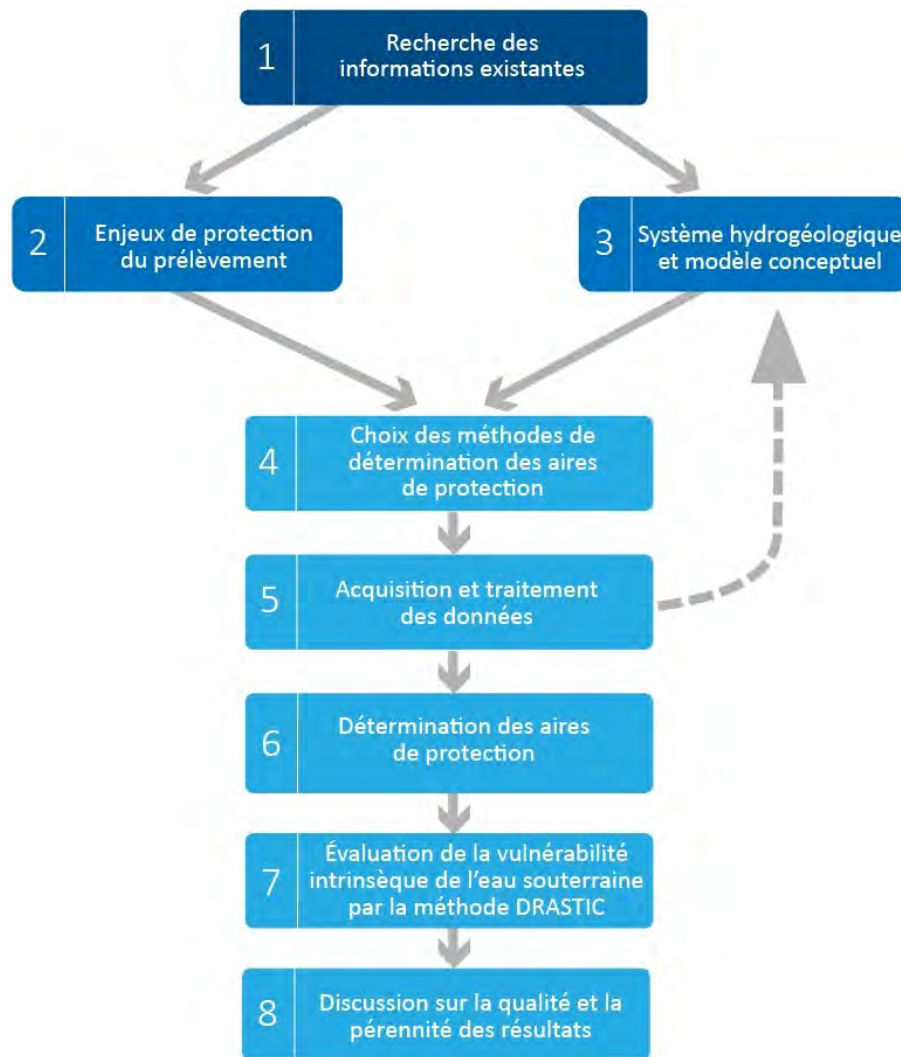 1
Recherche des
informations existantes
2
Enjeux de protection
du prélèvement
3
Système hydrogéologique
et modèle conceptuel
4
Choix des méthodes de
détermination des aires
de protection
5
Acquisition et traitement
des données
6
Détermination des aires
de protection
7
Évaluation de la vulnérabilité
intrinsèque de l'eau souterraine
par la méthode DRASTIC
8
Discussion sur la qualité et la
pérennité des résultats